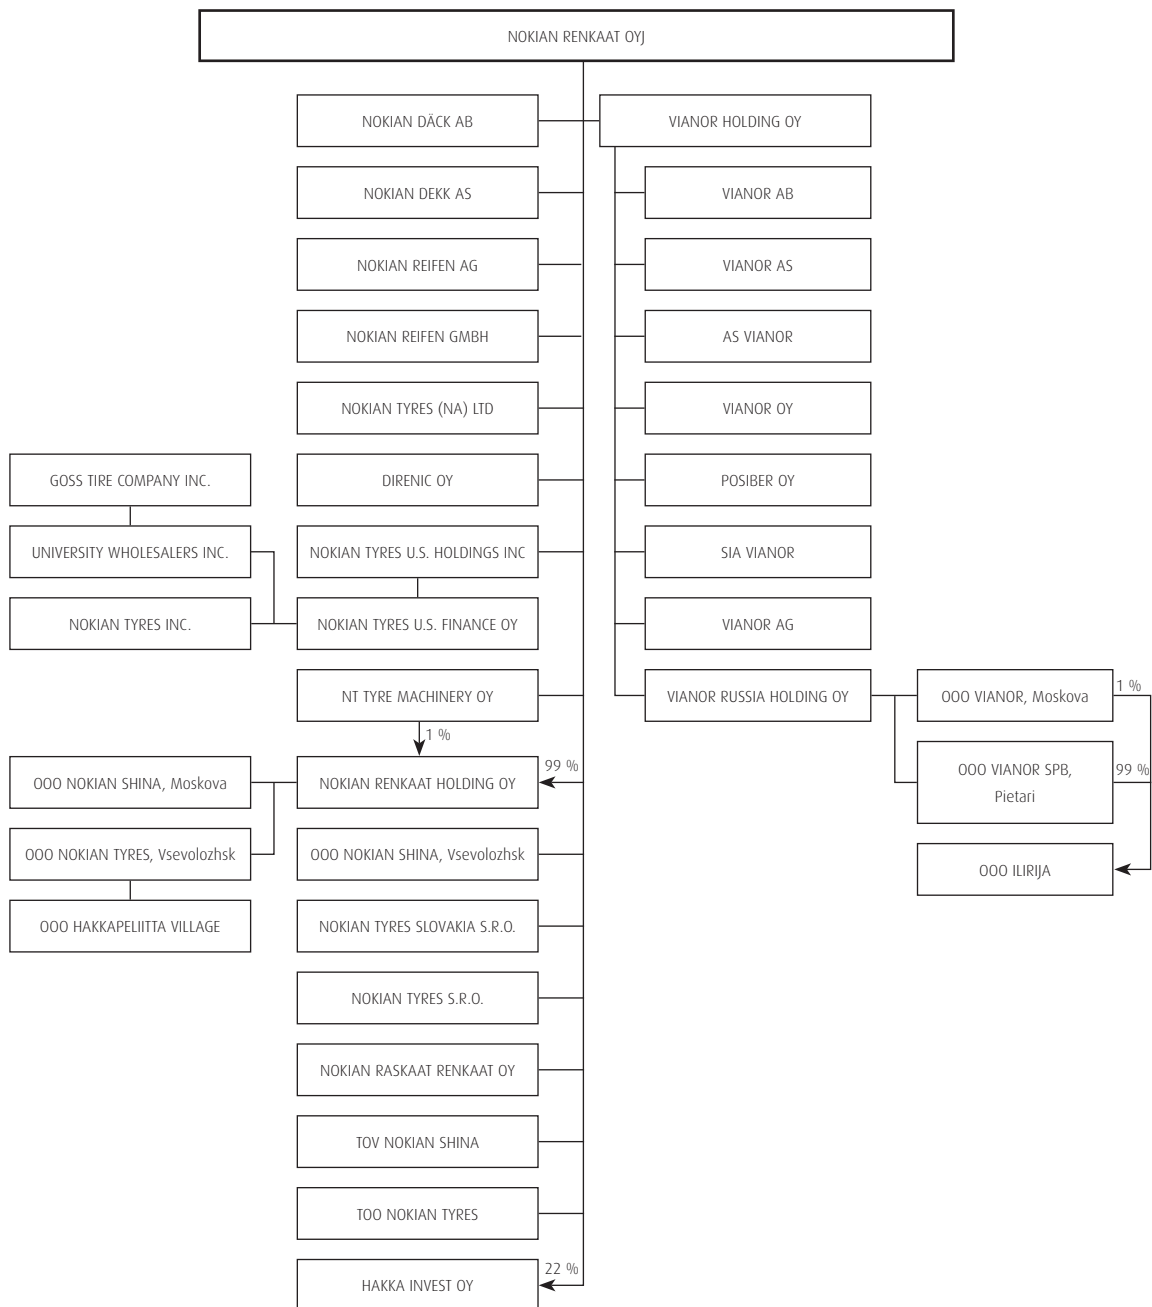 NOKIAN RENKAAT OYJ
NOKIAN DÄCK AB
VIANOR HOLDING OY
NOKIAN DEKK AS
VIANOR AB
NOKIAN REIFEN AG
VIANOR AS
NOKIAN REIFEN GMBH
AS VIANOR
NOKIAN TYRES (NA) LTD
VIANOR OY
GOSS TIRE COMPANY INC.
DIRENIC OY
POSIBER OY
UNIVERSITY WHOLESALERS INC.
NOKIAN TYRES U.S. HOLDINGS INC
SIA VIANOR
NOKIAN TYRES INC.
NOKIAN TYRES U.S. FINANCE OY
VIANOR AG
NT TYRE MACHINERY OY
VIANOR RUSSIA HOLDING OY
OOO VIANOR, Moskova
1 %
1 %
OOO NOKIAN SHINA, Moskova
NOKIAN RENKAAT HOLDING OY
99 %
OOO VIANOR SPB,
Pietari
99 %
OOO NOKIAN TYRES, Vsevolozhsk
OOO NOKIAN SHINA, Vsevolozhsk
OOO ILIRIJA
OOO HAKKAPELIITTA VILLAGE
NOKIAN TYRES SLOVAKIA S.R.O.
NOKIAN TYRES S.R.O.
NOKIAN RASKAAT RENKAAT OY
TOV NOKIAN SHINA
TOO NOKIAN TYRES
22 %
HAKKA INVEST OY